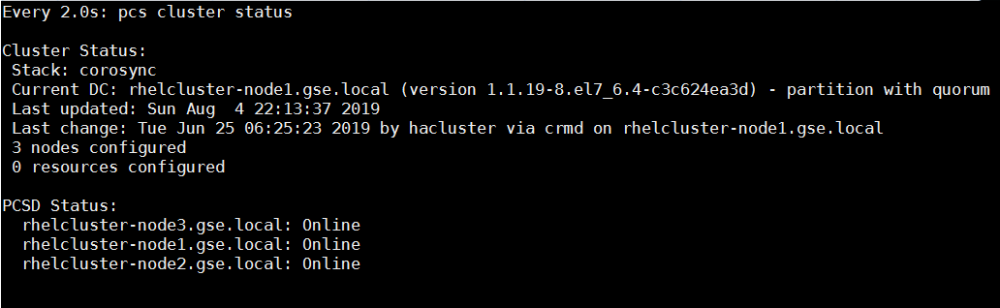 Every 2.0s: pcs cluster status
Cluster Status:
Stack: corosync
Current DC: rhelcluster-node1.gse.local (version 1.1.19-8.el7_6.4-c3c624ea3d) - partition with quorum
Last updated: Sun Aug  4 22:13:37 2019
Last change: Tue Jun 25 06:25:23 2019 by hacluster via crmd on rhelcluster-node1.gse.local
3 nodes configured
0 resources configured
PCSD Status:
rhelcluster-node3.gse.local: Online
rhelcluster-node1.gse.local: Online
rhelcluster-node2.gse.local: Online